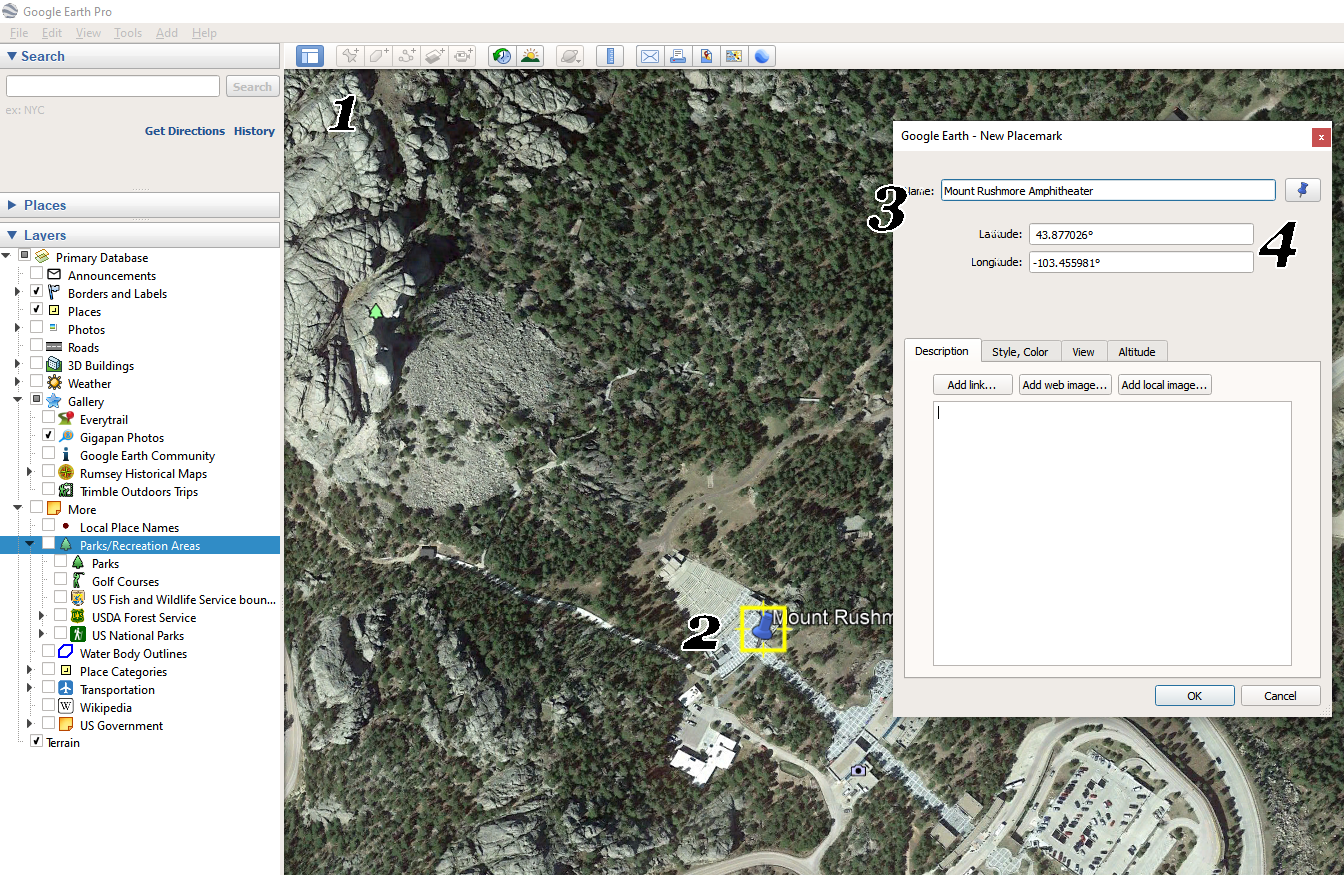 Google Earth Pro
File Edit View Tools Add Help
Search
Search
ex: NYC
Get Directions History
Places
Layers
Primary Database
Announcements
Borders and Labels
Places
Photos
Roads
3D Buildings
Weather
Gallery
Everytrail
Gigapan Photos
Google Earth Community
Rumsey Historical Maps
Trimble Outdoors Trips
More
Local Place Names
Parks/Recreation Areas
Parks
Golf Courses
US Fish and Wildlife Service boun...
USDA Forest Service
US National Parks
Water Body Outlines
Place Categories
Transportation
W Wikipedia
US Government
Terrain
1
2
Mount Rushm
Google Earth - New Placemark
x
3
Name: Mount Rushmore Amphitheater
Latitude: 43.877026°
Longitude: -103.455981°
4
Description Style, Color View Altitude
Add link... Add web image... Add local image...
OK Cancel